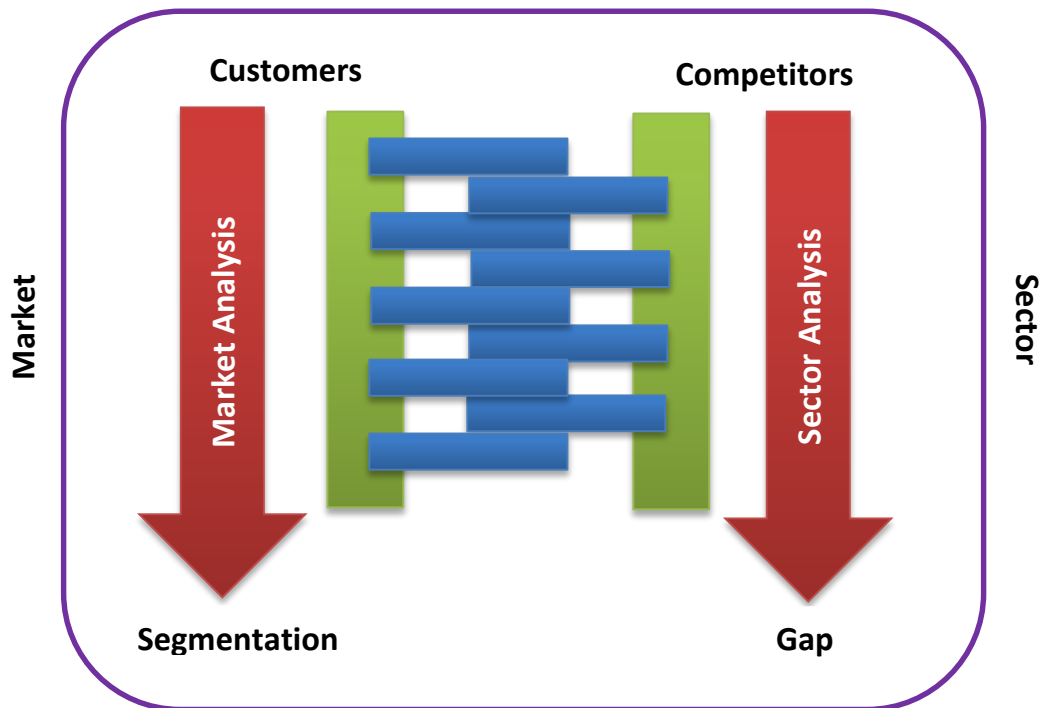 Customers
Competitors
Market
Market Analysis
Sector Analysis
Sector
Segmentation
Gap